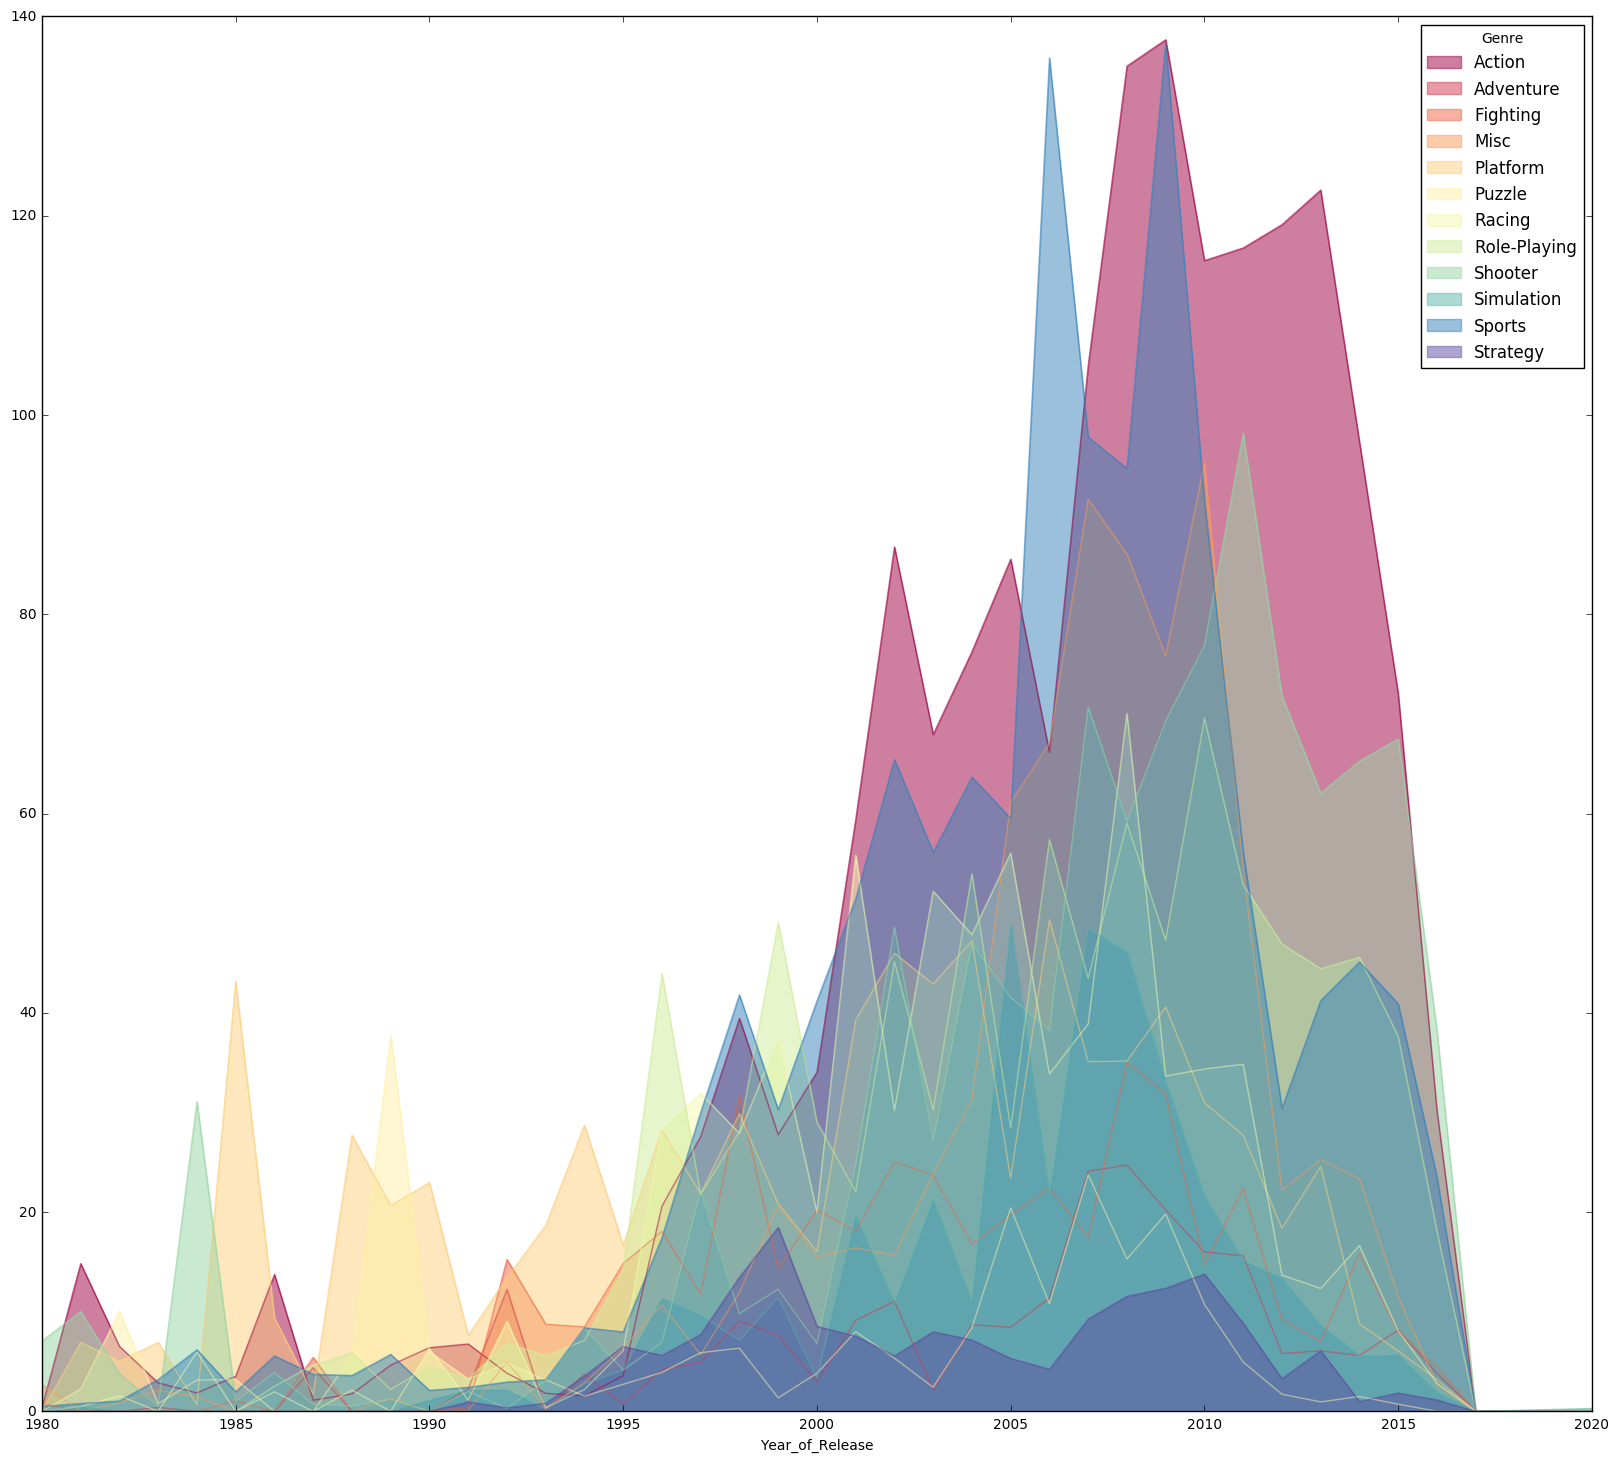 140
120
100
80
60
40
20
0
1980
1985
1990
1995
2000
2005
2010
2015
2020
Year_of_Release
Genre
Action
Adventure
Fighting
Misc
Platform
Puzzle
Racing
Role-Playing
Shooter
Simulation
Sports
Strategy